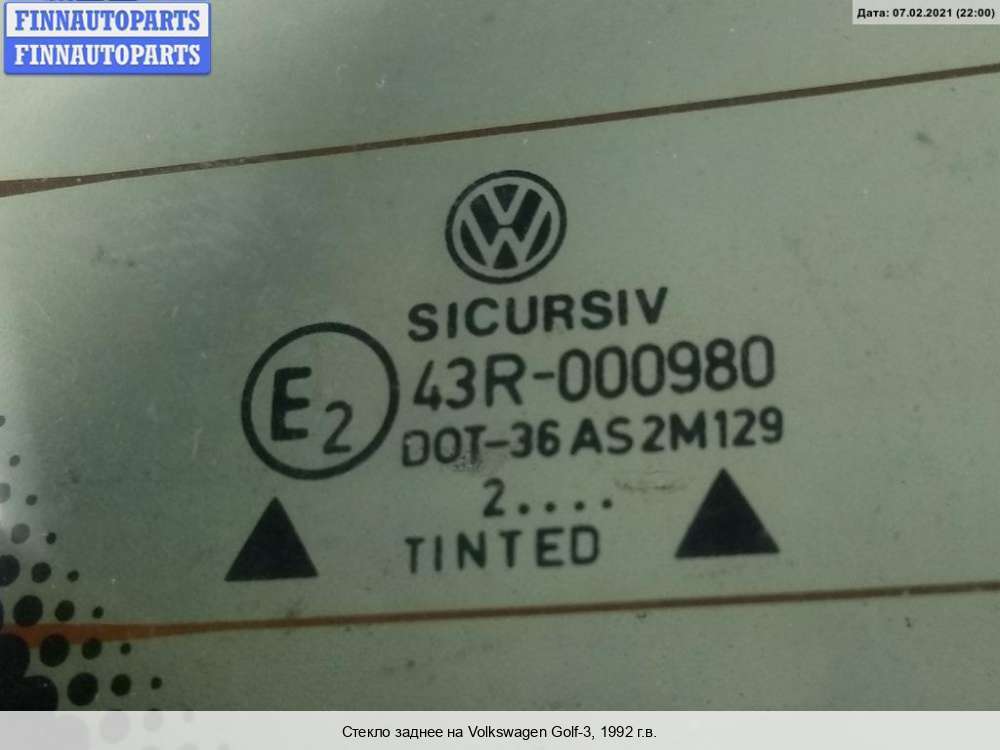 FINNAUTOPARTS
FINNAUTOPARTS
Дата: 07.02.2021 (22:00)
SICURSIV
E2
43R-000980
DOT-36 AS2M129
2....
TINTED
Стекло заднее на Volkswagen Golf-3, 1992 г.в.